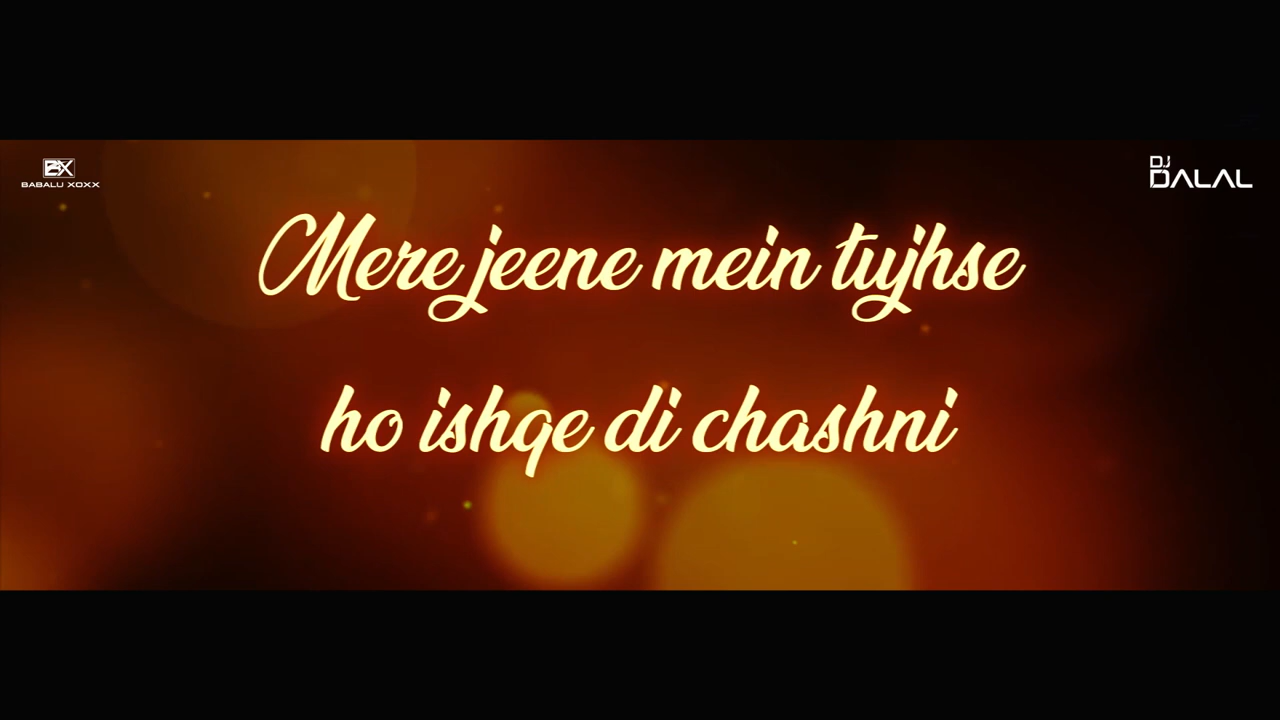 BX
BABALU XOXX
DJ
DALAL
Mere jeene mein tujhse
ho ishqe di chashni